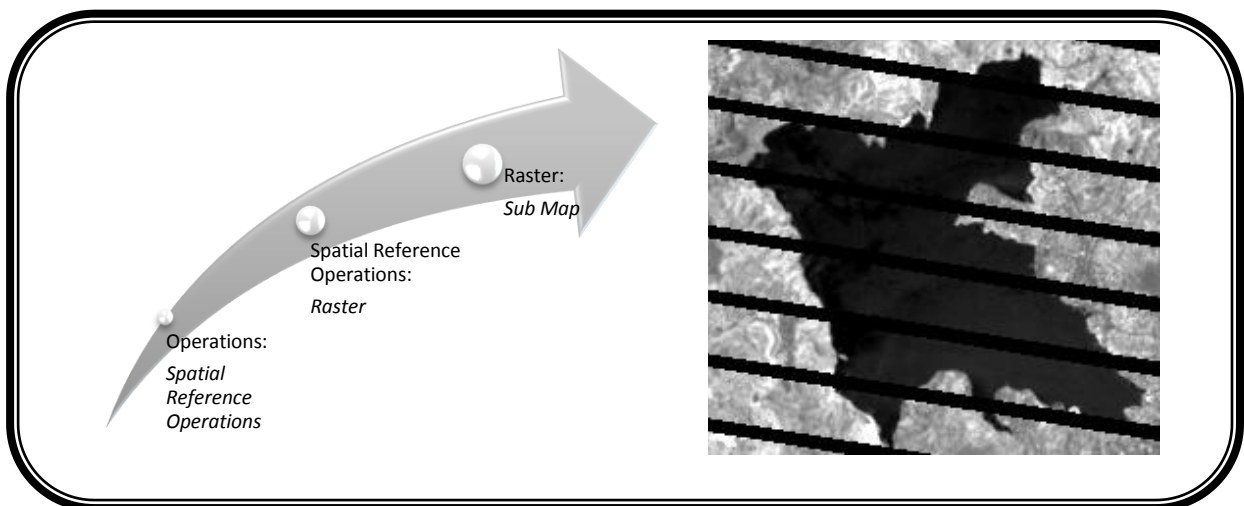 Operations:
Spatial
Reference
Operations
Spatial Reference
Operations:
Raster
Raster:
Sub Map